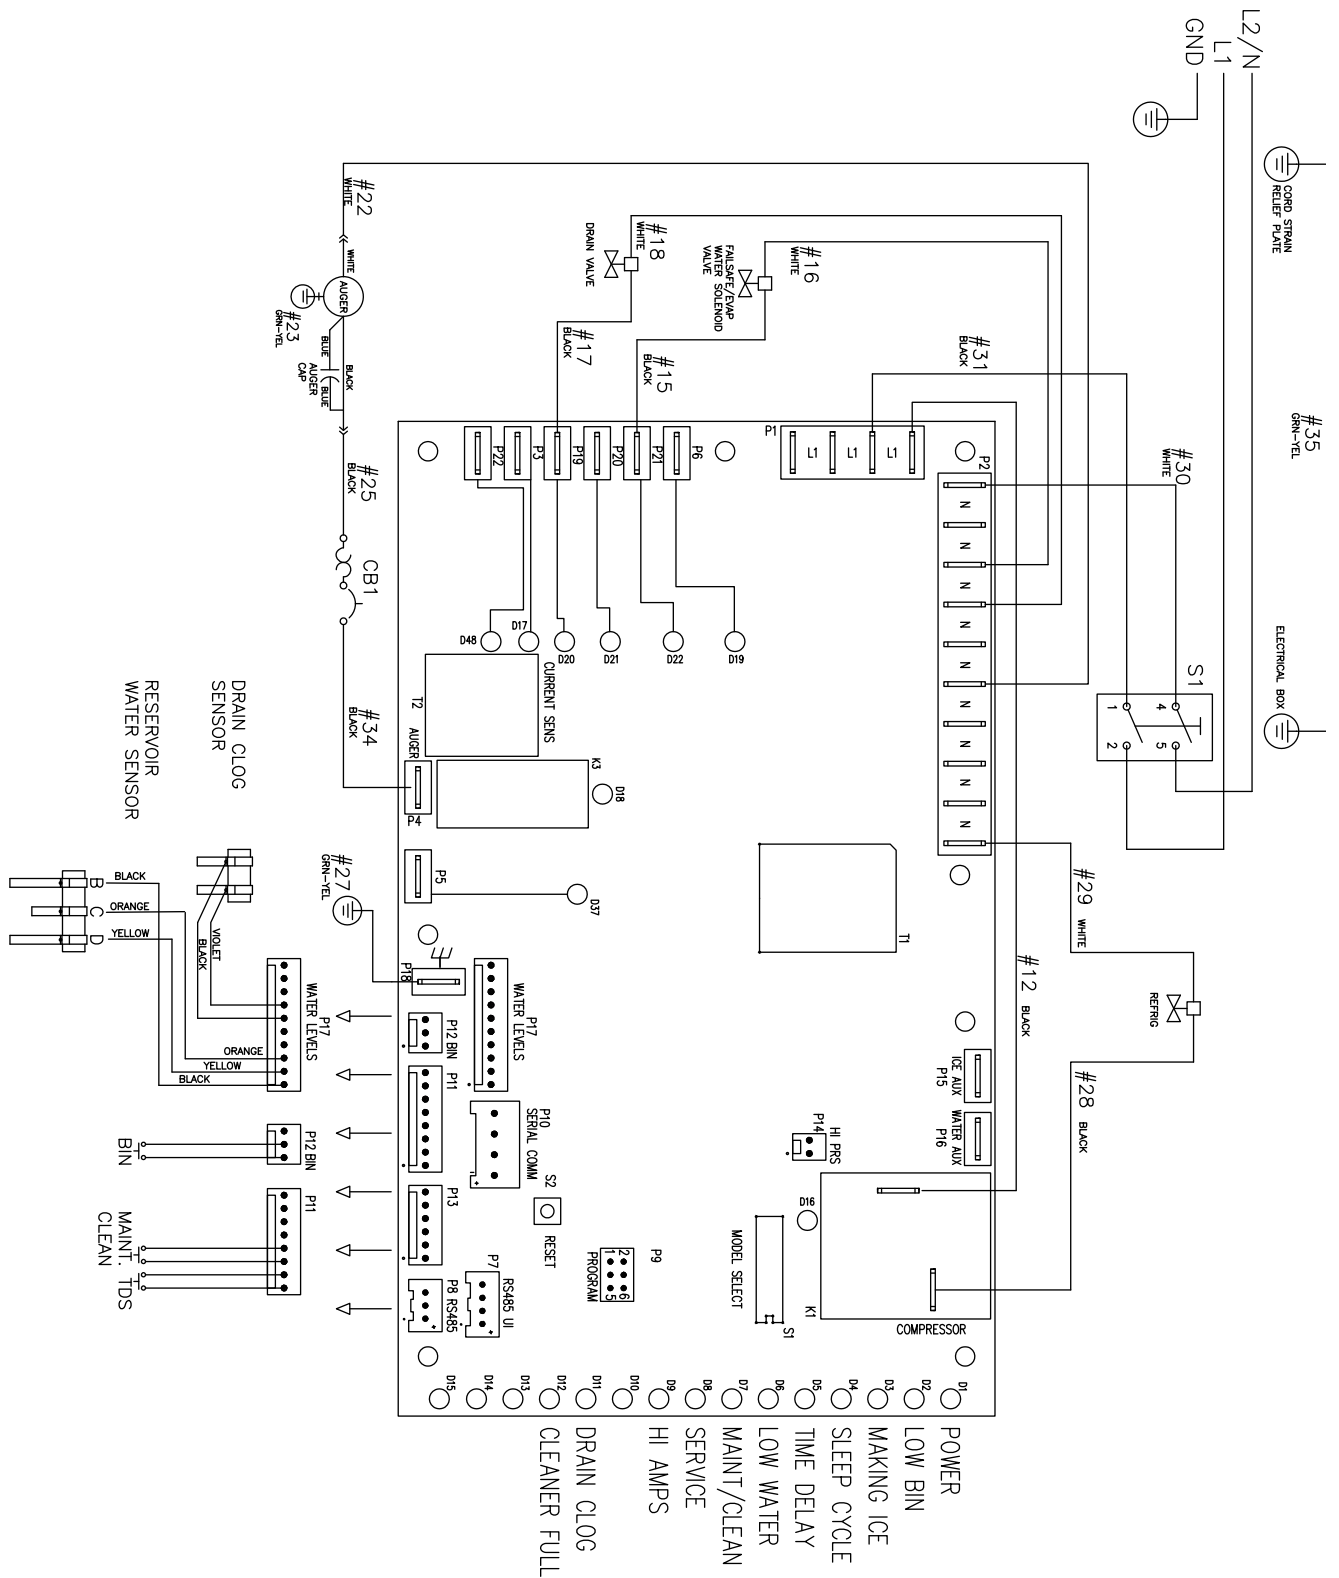 L2/N
L1
GND
CORD STRAIN
RELIEF PLATE
#35
GRN-YEL
ELECTRICAL BOX
#22
WHITE
WHITE
AUGER
#23
GRN-YEL
BLUE
BLUE
AUGER
CAP
BLACK
#25
BLACK
CB1
#34
BLACK
#18
WHITE
DRAIN VALVE
#17
BLACK
#16
WHITE
FAILSAFE/EVAP
WATER SOLENOID
VALVE
#15
BLACK
#31
BLACK
#30
WHITE
S1
1
4
2
5
P22
P3
P19
P20
P21
P6
P1
L1
L1
L1
P2
N
N
N
N
N
N
N
N
N
D48
D17
D20
D21
D22
D19
CURRENT SENS
T2
AUGER
P4
K3
D18
P5
D37
T1
#29
WHITE
REFRIG
#28
BLACK
#12
BLACK
#27
GRN-YEL
P18
P17
WATER LEVELS
P12 BIN
P11
P10
SERIAL COMM
P13
S2
RESET
P7
RS485 UI
P8 RS485
P9
2
6
1
5
PROGRAM
ICE AUX
P15
WATER AUX
P16
HI PRS
P14
D16
MODEL SELECT
S1
K1
COMPRESSOR
DRAIN CLOG
SENSOR
RESERVOIR
WATER SENSOR
B
C
D
BLACK
ORANGE
YELLOW
VIOLET
BLACK
P17
WATER LEVELS
ORANGE
YELLOW
BLACK
P12 BIN
BIN
P11
MAINT.
CLEAN
TDS
D1
POWER
D2
LOW BIN
D3
MAKING ICE
D4
SLEEP CYCLE
D5
TIME DELAY
D6
LOW WATER
D7
MAINT/CLEAN
D8
SERVICE
D9
HI AMPS
D10
D11
DRAIN CLOG
D12
CLEANER FULL
D13
D14
D15